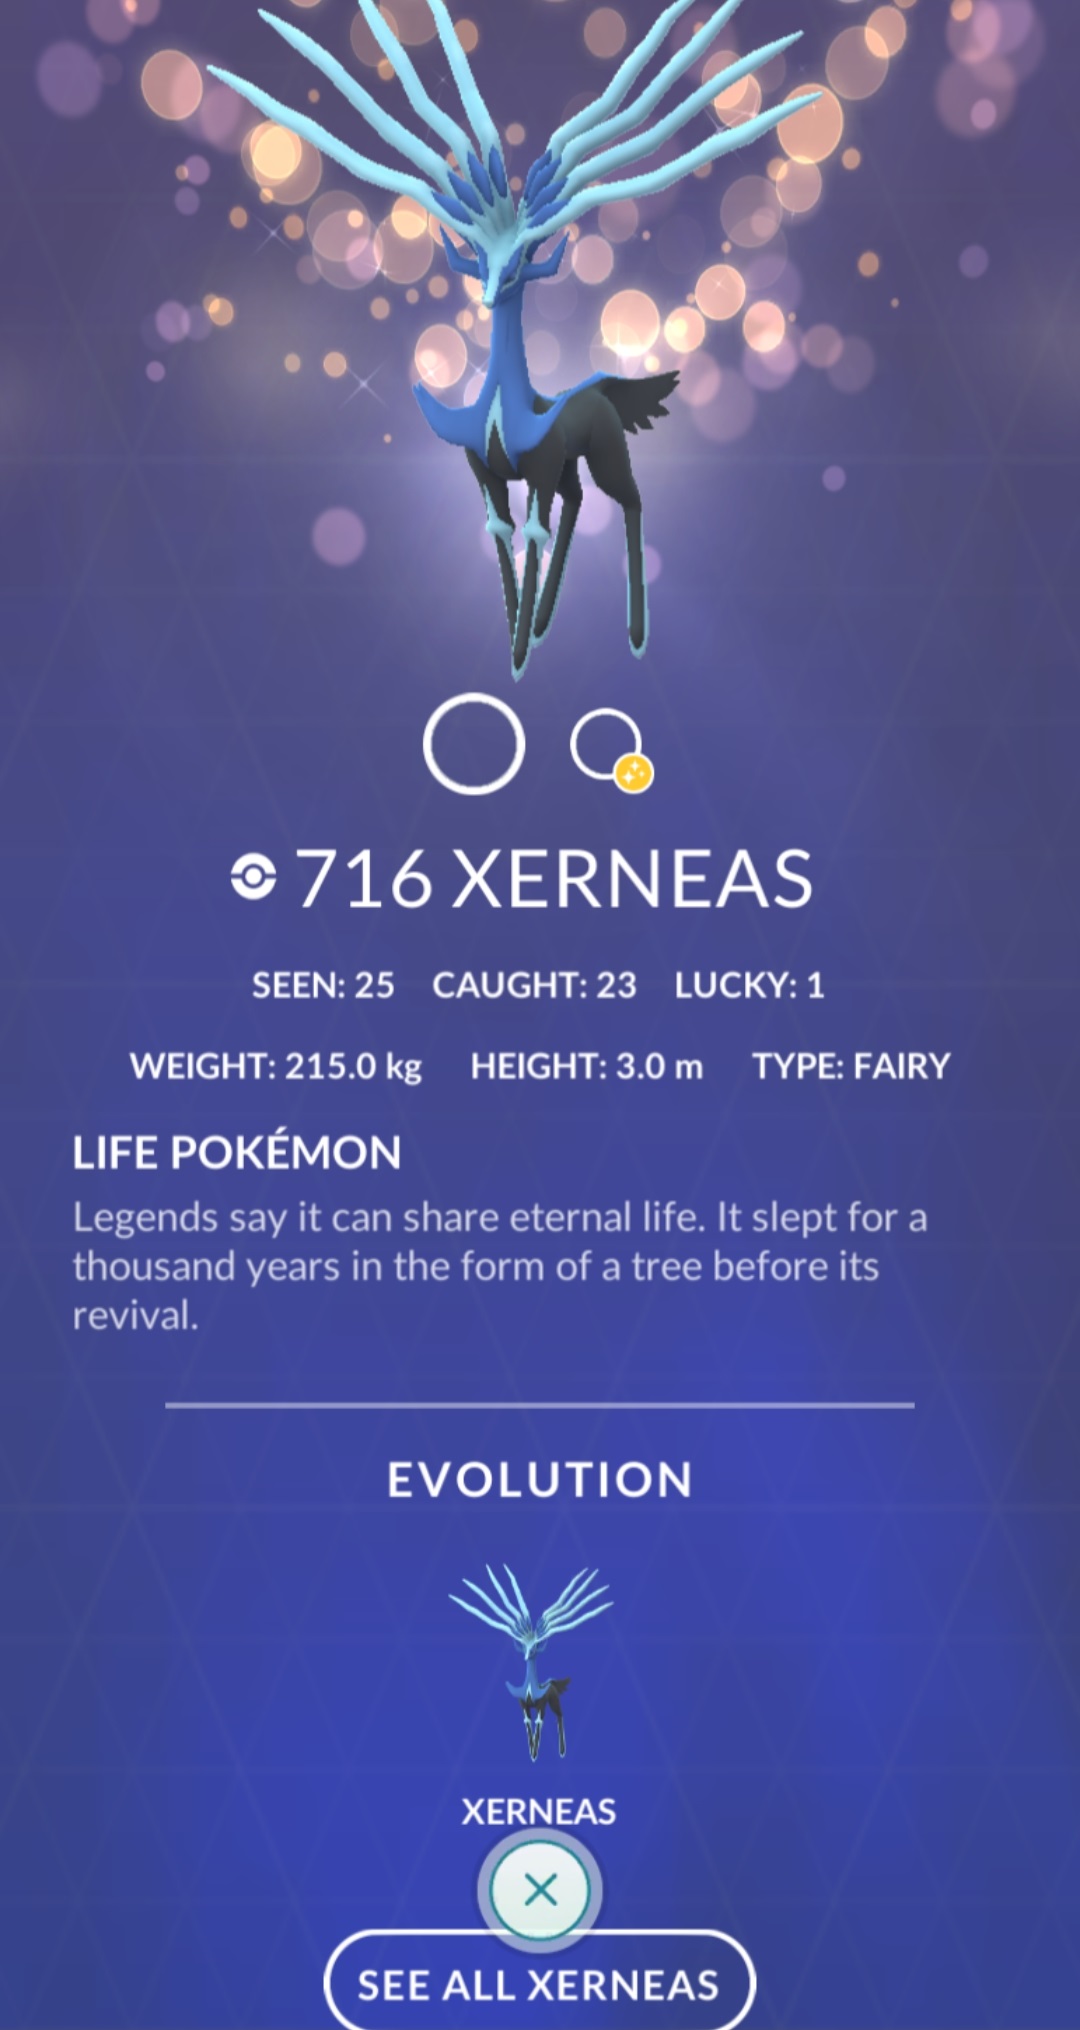 716 XERNEAS
SEEN: 25 CAUGHT: 23 LUCKY: 1
WEIGHT: 215.0 kg HEIGHT: 3.0 m TYPE: FAIRY
LIFE POKÉMON
Legends say it can share eternal life. It slept for a
thousand years in the form of a tree before its
revival.
EVOLUTION
XERNEAS
SEE ALL XERNEAS